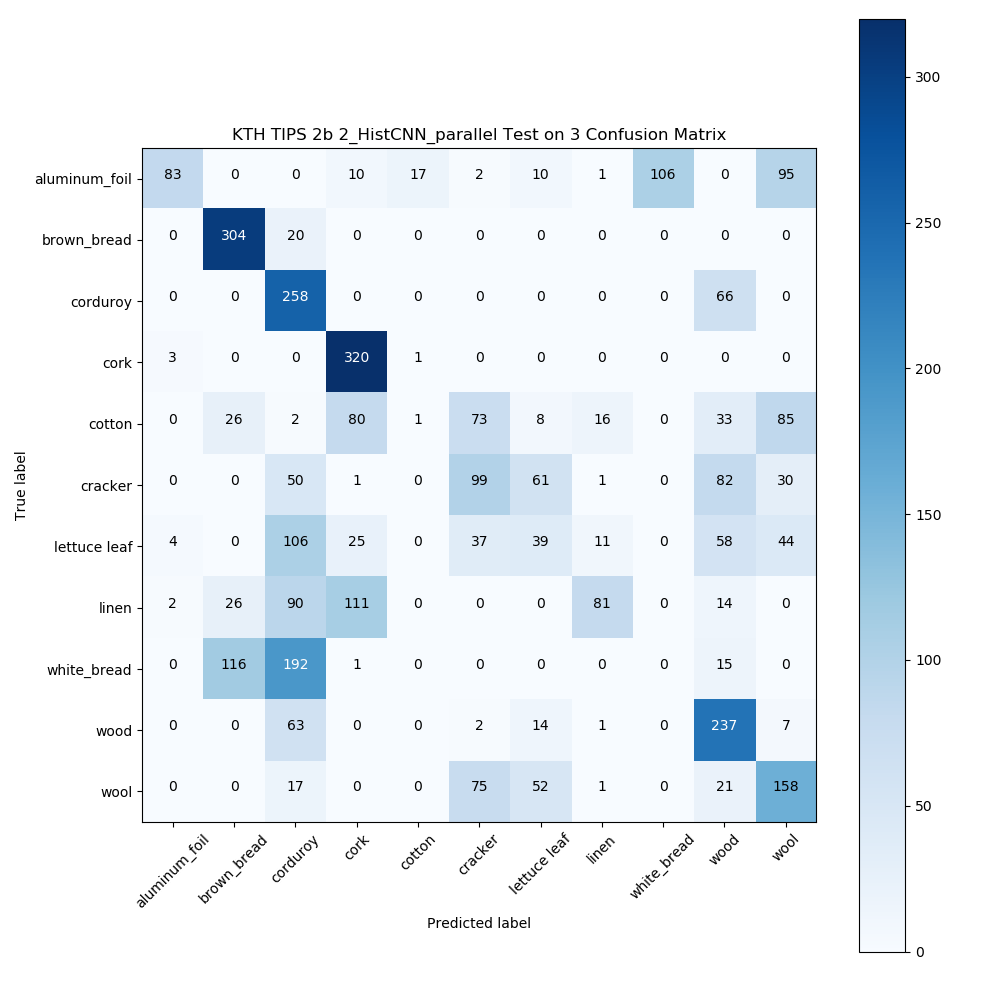 KTH TIPS 2b 2_HistCNN_parallel Test on 3 Confusion Matrix
aluminum_foil 83 0 0 10 17 2 10 1 106 0 95
brown_bread 0 304 20 0 0 0 0 0 0 0 0
corduroy 0 0 258 0 0 0 0 0 0 66 0
cork 3 0 0 320 1 0 0 0 0 0 0
cotton 0 26 2 80 1 73 8 16 0 33 85
cracker 0 0 50 1 0 99 61 1 0 82 30
lettuce leaf 4 0 106 25 0 37 39 11 0 58 44
linen 2 26 90 111 0 0 0 81 0 14 0
white_bread 0 116 192 1 0 0 0 0 0 15 0
wood 0 0 63 0 0 2 14 1 0 237 7
wool 0 0 17 0 0 75 52 1 0 21 158
True label
aluminum_foil brown_bread corduroy cork cotton cracker lettuce leaf linen white_bread wood wool
Predicted label
300
250
200
150
100
50
0